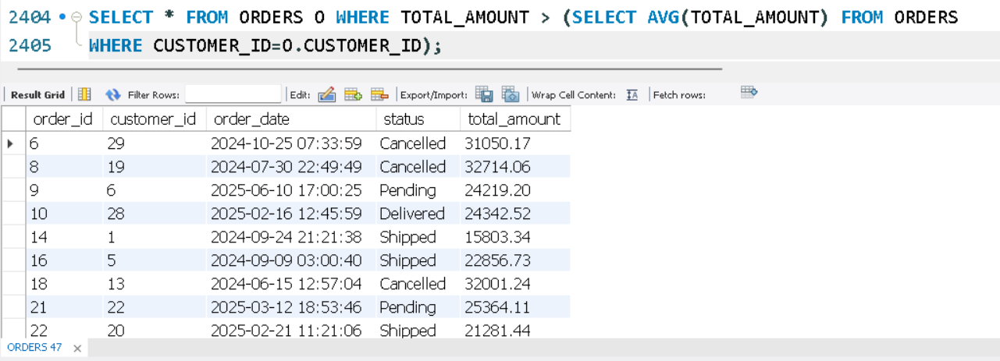 2404 SELECT * FROM ORDERS O WHERE TOTAL_AMOUNT > (SELECT AVG(TOTAL_AMOUNT) FROM ORDERS
2405 WHERE CUSTOMER_ID=O.CUSTOMER_ID);
Result Grid Filter Rows: Edit: Export/Import: Wrap Cell Content: IA Fetch rows:
order_id customer_id order_date status total_amount
6 29 2024-10-25 07:33:59 Cancelled 31050.17
8 19 2024-07-30 22:49:49 Cancelled 32714.06
9 6 2025-06-10 17:00:25 Pending 24219.20
10 28 2025-02-16 12:45:59 Delivered 24342.52
14 1 2024-09-24 21:21:38 Shipped 15803.34
16 5 2024-09-09 03:00:40 Shipped 22856.73
18 13 2024-06-15 12:57:04 Cancelled 32001.24
21 22 2025-03-12 18:53:46 Pending 25364.11
22 20 2025-02-21 11:21:06 Shipped 21281.44
ORDERS 47